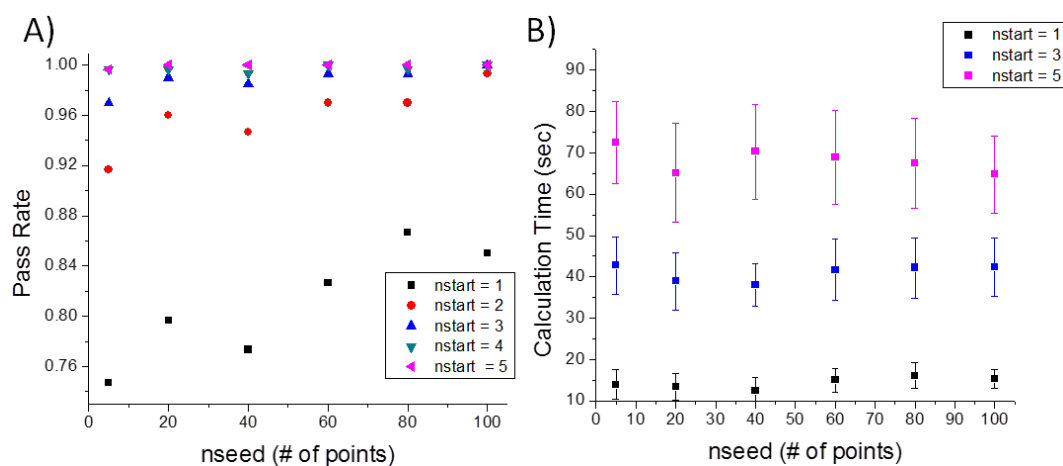 A)
Pass Rate
1.00
0.96
0.92
0.88
0.84
0.80
0.76
0
20
40
60
80
100
nseed (# of points)
nstart = 1
nstart = 2
nstart = 3
nstart = 4
nstart  = 5
B)
nstart = 1
nstart = 3
nstart = 5
Calculation Time (sec)
90
80
70
60
50
40
30
20
10
0
10
20
30
40
50
60
70
80
90
100
nseed (# of points)